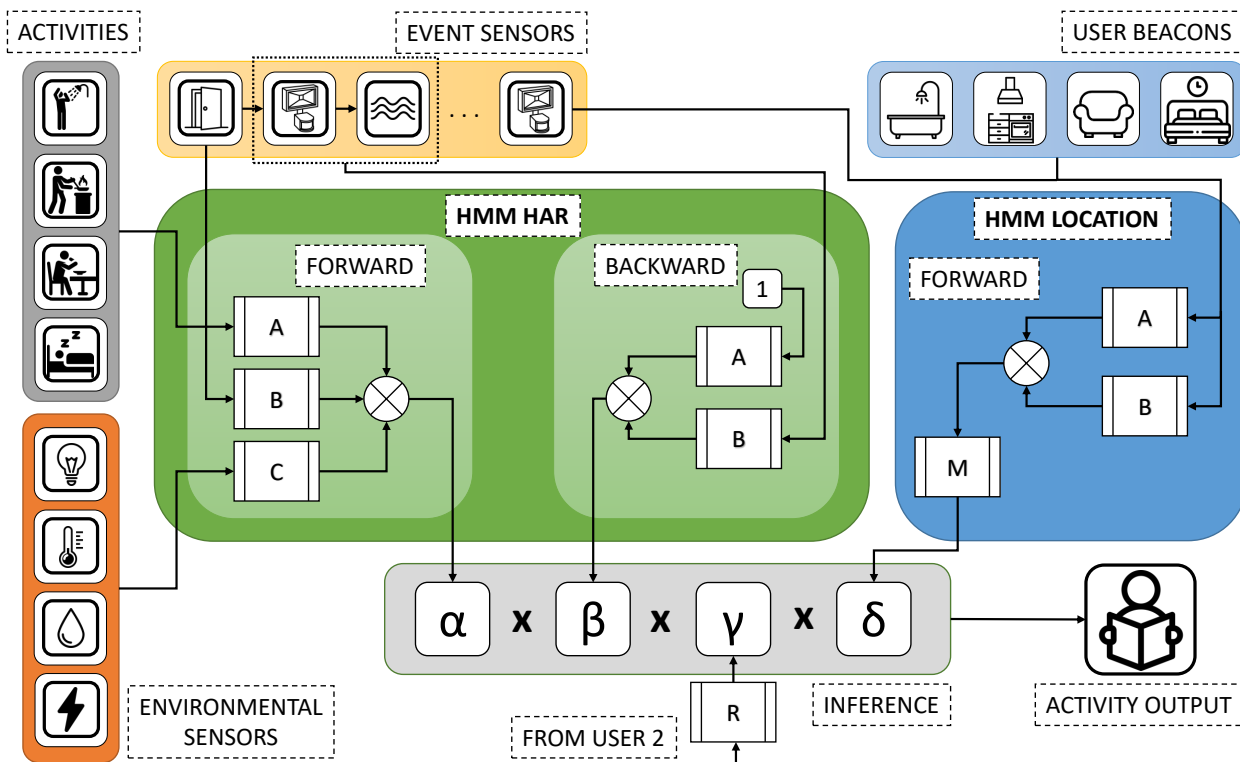 ACTIVITIES
EVENT SENSORS
USER BEACONS
. . .
HMM HAR
HMM LOCATION
FORWARD
BACKWARD
FORWARD
1
A
A
A
B
B
B
C
M
z z
z
α x β x γ x δ
R
ENVIRONMENTAL
SENSORS
FROM USER 2
INFERENCE
ACTIVITY OUTPUT